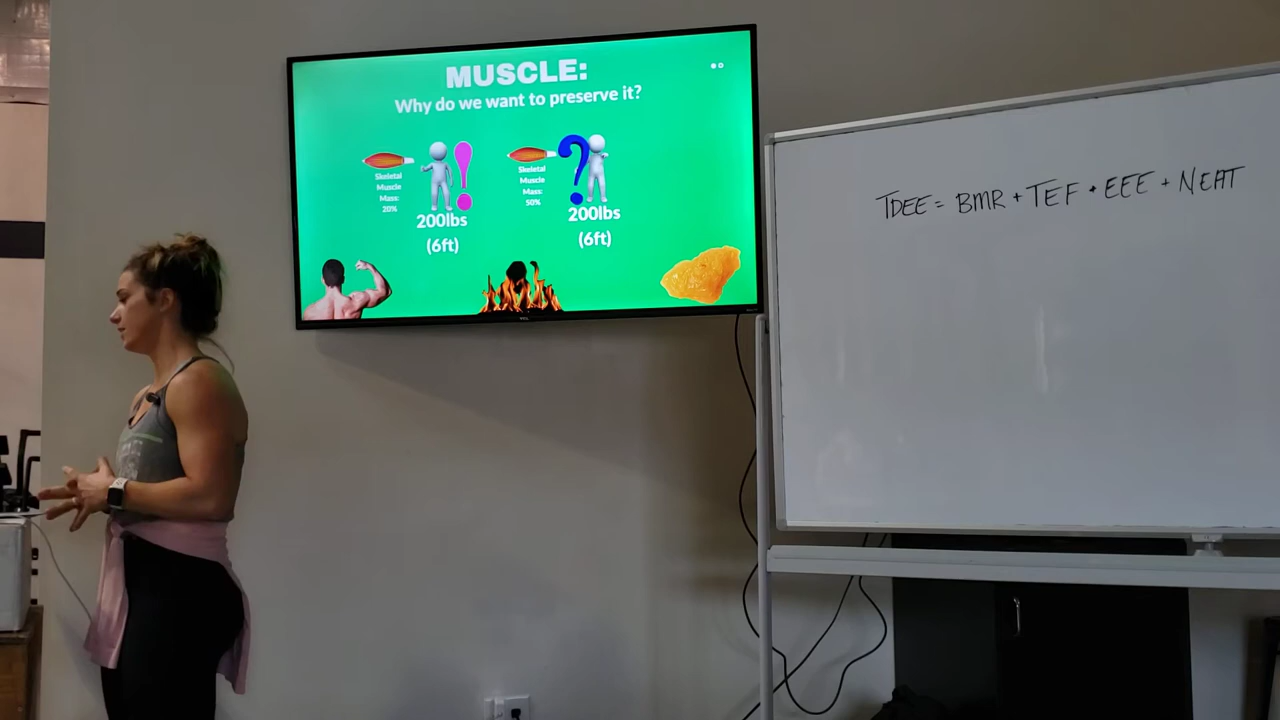 MUSCLE:
Why do we want to preserve it?
Skeletal
Muscle
Mass:
20%
200lbs
(6ft)
Skeletal
Muscle
Mass:
50%
200lbs
(6ft)
TCL
TDEE = BMR + TEF + EEE + NEAT